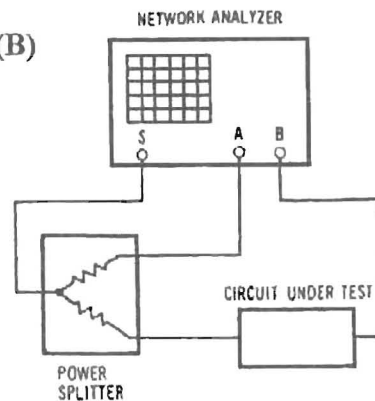 NETWORK ANALYZER
(B)
S A B
CIRCUIT UNDER TEST
POWER
SPLITTER